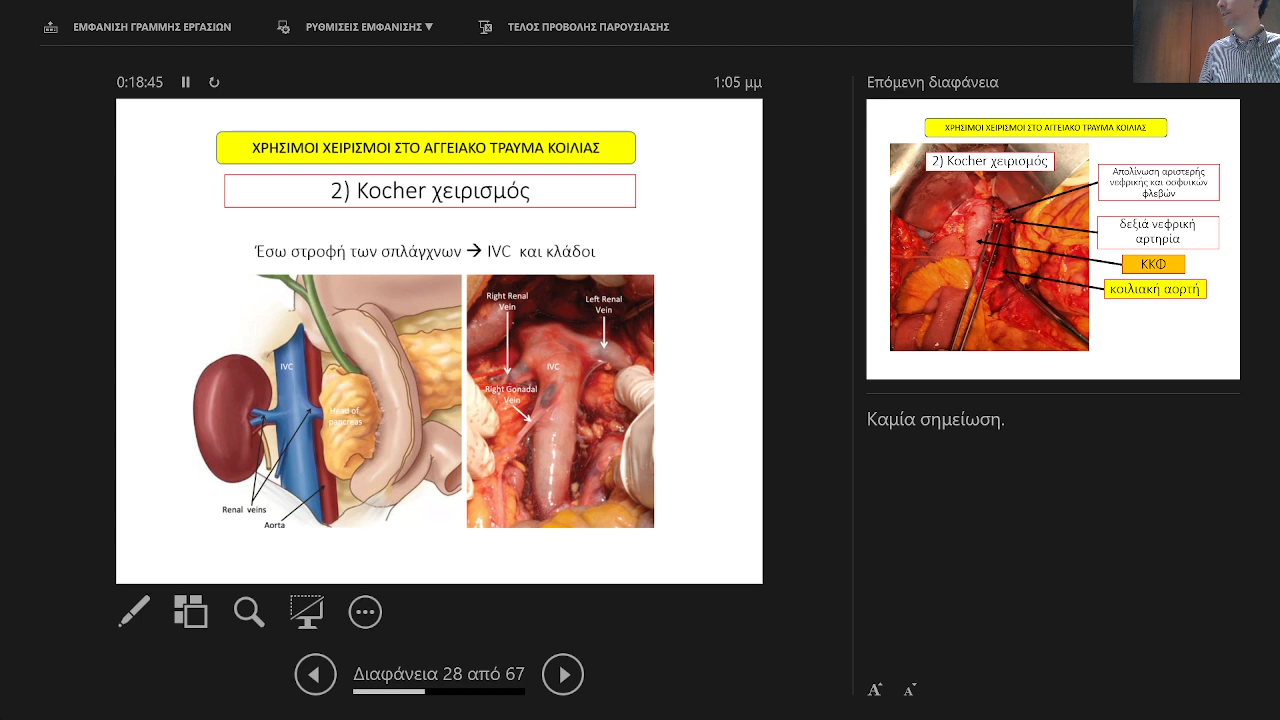 ΕΜΦΑΝΙΣΗ ΓΡΑΜΜΗΣ ΕΡΓΑΣΙΩΝ
ΡΥΘΜΙΣΕΙΣ ΕΜΦΑΝΙΣΗΣ ▼
ΤΕΛΟΣ ΠΡΟΒΟΛΗΣ ΠΑΡΟΥΣΙΑΣΗΣ
0:18:45
1:05 μμ
ΧΡΗΣΙΜΟΙ ΧΕΙΡΙΣΜΟΙ ΣΤΟ ΑΓΓΕΙΑΚΟ ΤΡΑΥΜΑ ΚΟΙΛΙΑΣ
2) Kocher χειρισμός
Έσω στροφή των σπλάγχνων → IVC και κλάδοι
IVC
Head of
pancreas
Renal veins
Aorta
Right Renal
Vein
Left Renal
Vein
IVC
Right Gonadal
Vein
Διαφάνεια 28 από 67
Επόμενη διαφάνεια
ΧΡΗΣΙΜΟΙ ΧΕΙΡΙΣΜΟΙ ΣΤΟ ΑΓΓΕΙΑΚΟ ΤΡΑΥΜΑ ΚΟΙΛΙΑΣ
2) Kocher χειρισμός
Απολίνωση αριστερής
νεφρικής και οσφυικών
φλεβών
δεξιά νεφρική
αρτηρία
ΚΚΦ
κοιλιακή αορτή
Καμία σημείωση.
A A